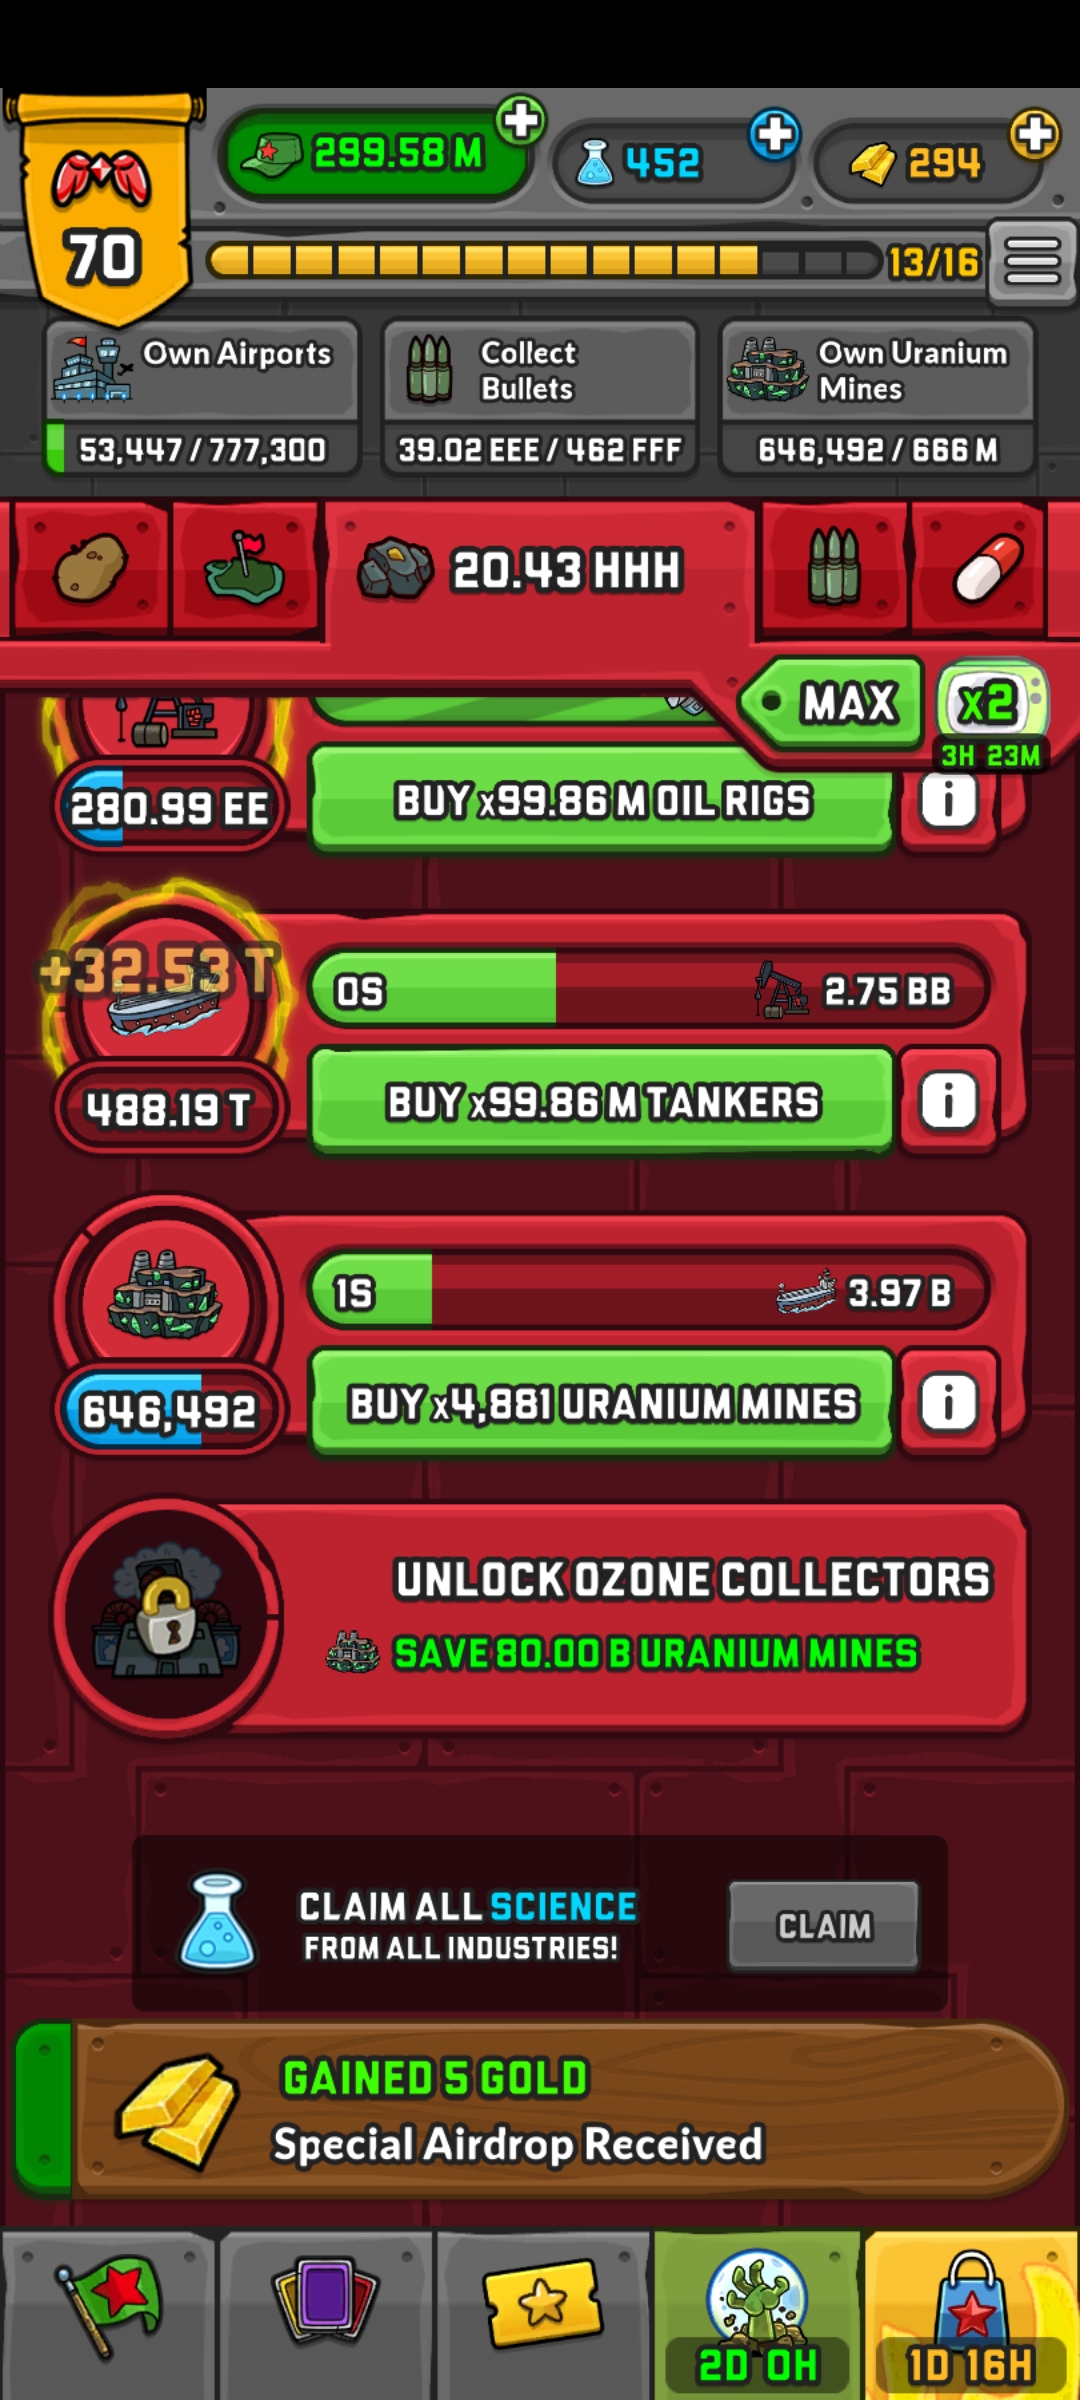 299.58 M
452
294
70
13/16
Own Airports
Collect
Bullets
Own Uranium
Mines
53,447 / 777,300
39.02 EEE / 462 FFF
646,492 / 666 M
20.43 HHH
MAX
x2
3H 23M
280.99 EE
BUY x99.86 M OIL RIGS
i
+32.53 T
0S
2.75 BB
488.19 T
BUY x99.86 M TANKERS
i
1S
3.97 B
646,492
BUY x4,881 URANIUM MINES
i
UNLOCK OZONE COLLECTORS
SAVE 80.00 B URANIUM MINES
CLAIM ALL SCIENCE
FROM ALL INDUSTRIES!
CLAIM
GAINED 5 GOLD
Special Airdrop Received
2D 0H
1D 16H